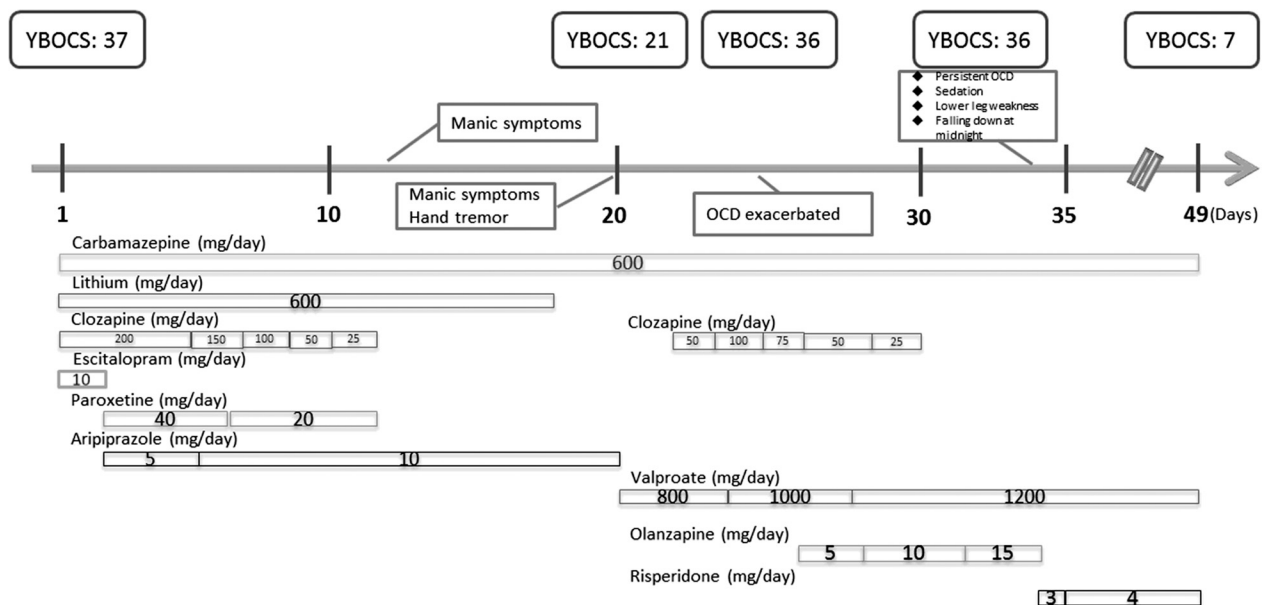 YBOCS: 37
YBOCS: 21
YBOCS: 36
YBOCS: 36
YBOCS: 7
◆ Persistent OCD
◆ Sedation
◆ Lower leg weakness
◆ Falling down at
midnight
Manic symptoms
Manic symptoms
Hand tremor
OCD exacerbated
1
10
20
30
35
49(Days)
Carbamazepine (mg/day)
600
Lithium (mg/day)
600
Clozapine (mg/day)
200 150 100 50 25
Clozapine (mg/day)
50 100 75 50 25
Escitalopram (mg/day)
10
Paroxetine (mg/day)
40 20
Aripiprazole (mg/day)
5 10
Valproate (mg/day)
800 1000 1200
Olanzapine (mg/day)
5 10 15
Risperidone (mg/day)
3 4